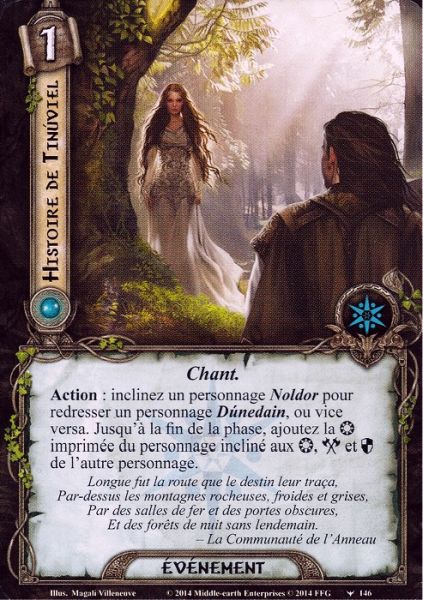 1
HISTOIRE DE TINÚVIEL
Chant.
Action : inclinez un personnage Noldor pour
redresser un personnage Dúnedain, ou vice
versa. Jusqu'à la fin de la phase, ajoutez la
imprimée du personnage incliné aux , et
de l'autre personnage.
Longue fut la route que le destin leur traça,
Par-dessus les montagnes rocheuses, froides et grises,
Par des salles de fer et des portes obscures,
Et des forêts de nuit sans lendemain.
– La Communauté de l'Anneau
ÉVÉNEMENT
Illus. Magali Villeneuve © 2014 Middle-earth Enterprises © 2014 FFG 146